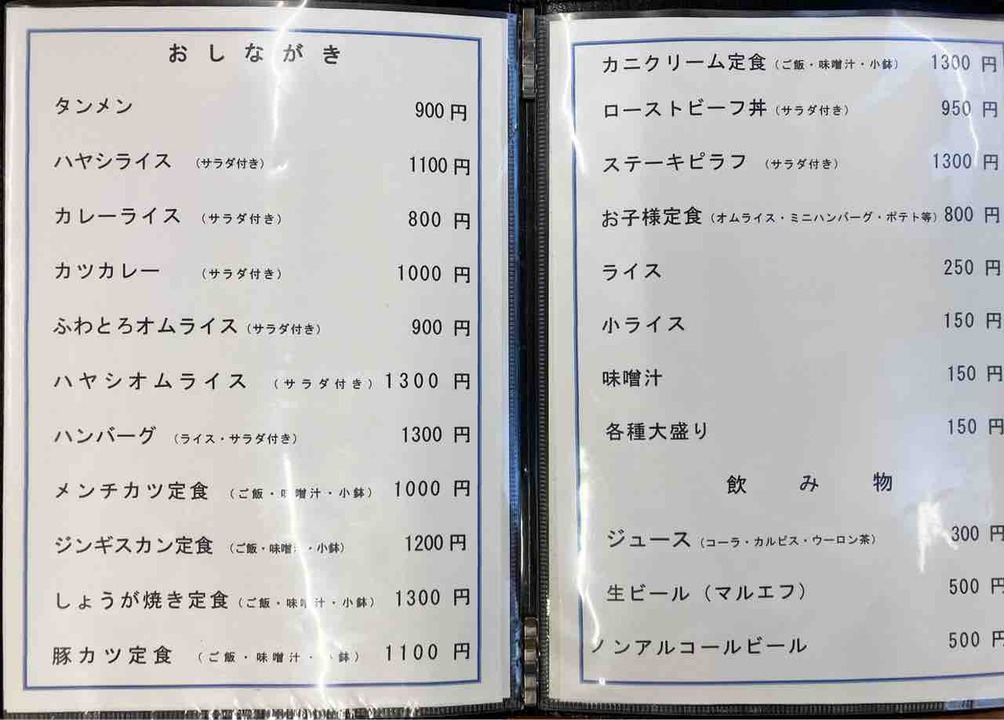 おしながき
タンメン 900円
ハヤシライス (サラダ付き) 1100円
カレーライス (サラダ付き) 800円
カツカレー (サラダ付き) 1000円
ふわとろオムライス (サラダ付き) 900円
ハヤシオムライス (サラダ付き) 1300円
ハンバーグ (ライス・サラダ付き) 1300円
メンチカツ定食 (ご飯・味噌汁・小鉢) 1000円
ジンギスカン定食 (ご飯・味噌・小鉢) 1200円
しょうが焼き定食 (ご飯・味噌汁・小鉢) 1300円
豚カツ定食 (ご飯・味噌汁・小鉢) 1100円
カニクリーム定食 (ご飯・味噌汁・小鉢) 1300円
ローストビーフ丼 (サラダ付き) 950円
ステーキピラフ (サラダ付き) 1300円
お子様定食 (オムライス・ミニハンバーグ・ポテト等) 800円
ライス 250円
小ライス 150円
味噌汁 150円
各種大盛り 150円
飲み物
ジュース (コーラ・カルピス・ウーロン茶) 300円
生ビール (マルエフ) 500円
ノンアルコールビール 500円